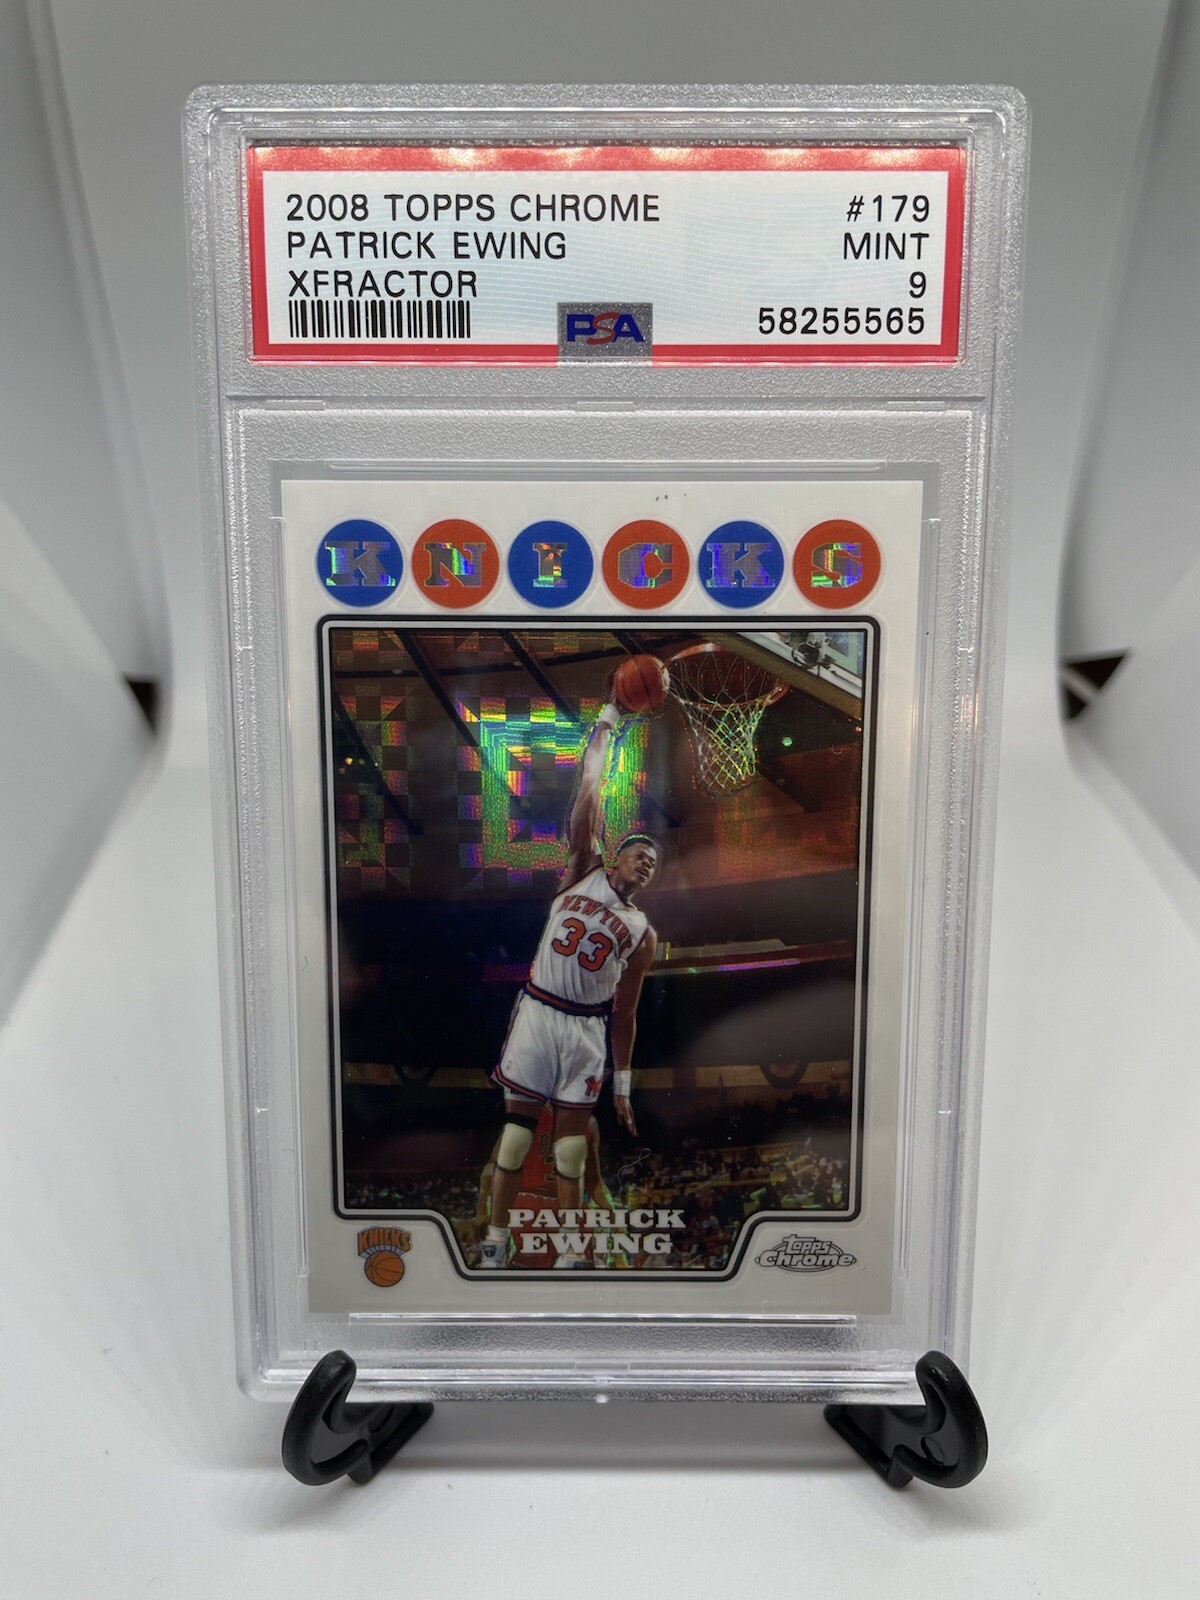 2008 TOPPS CHROME #179
PATRICK EWING MINT
XFRACTOR 9
PSA 58255565
KNICKS
NEW YORK
33
PATRICK
EWING
KNICKS
Topps
Chrome